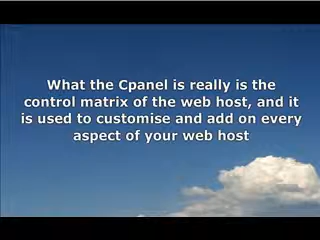 What the Cpanel is really is the
control matrix of the web host, and it
is used to customise and add on every
aspect of your web host